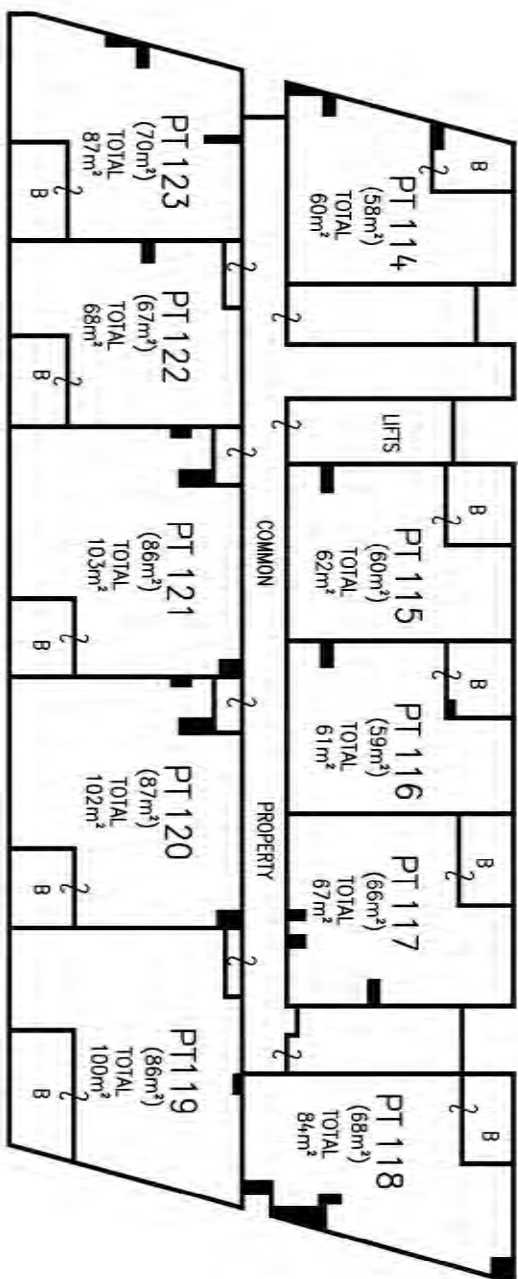 B
PT 114
(58m²)
TOTAL
60m²
LIFTS
B
PT 115
(60m²)
TOTAL
62m²
B
PT 116
(59m²)
TOTAL
61m²
B
PT 117
(66m²)
TOTAL
67m²
B
PT 118
(68m²)
TOTAL
84m²
COMMON PROPERTY
PT 123
(70m²)
TOTAL
87m²
B
PT 122
(67m²)
TOTAL
68m²
B
PT 121
(86m²)
TOTAL
103m²
B
PT 120
(87m²)
TOTAL
102m²
B
PT119
(86m²)
TOTAL
100m²
B